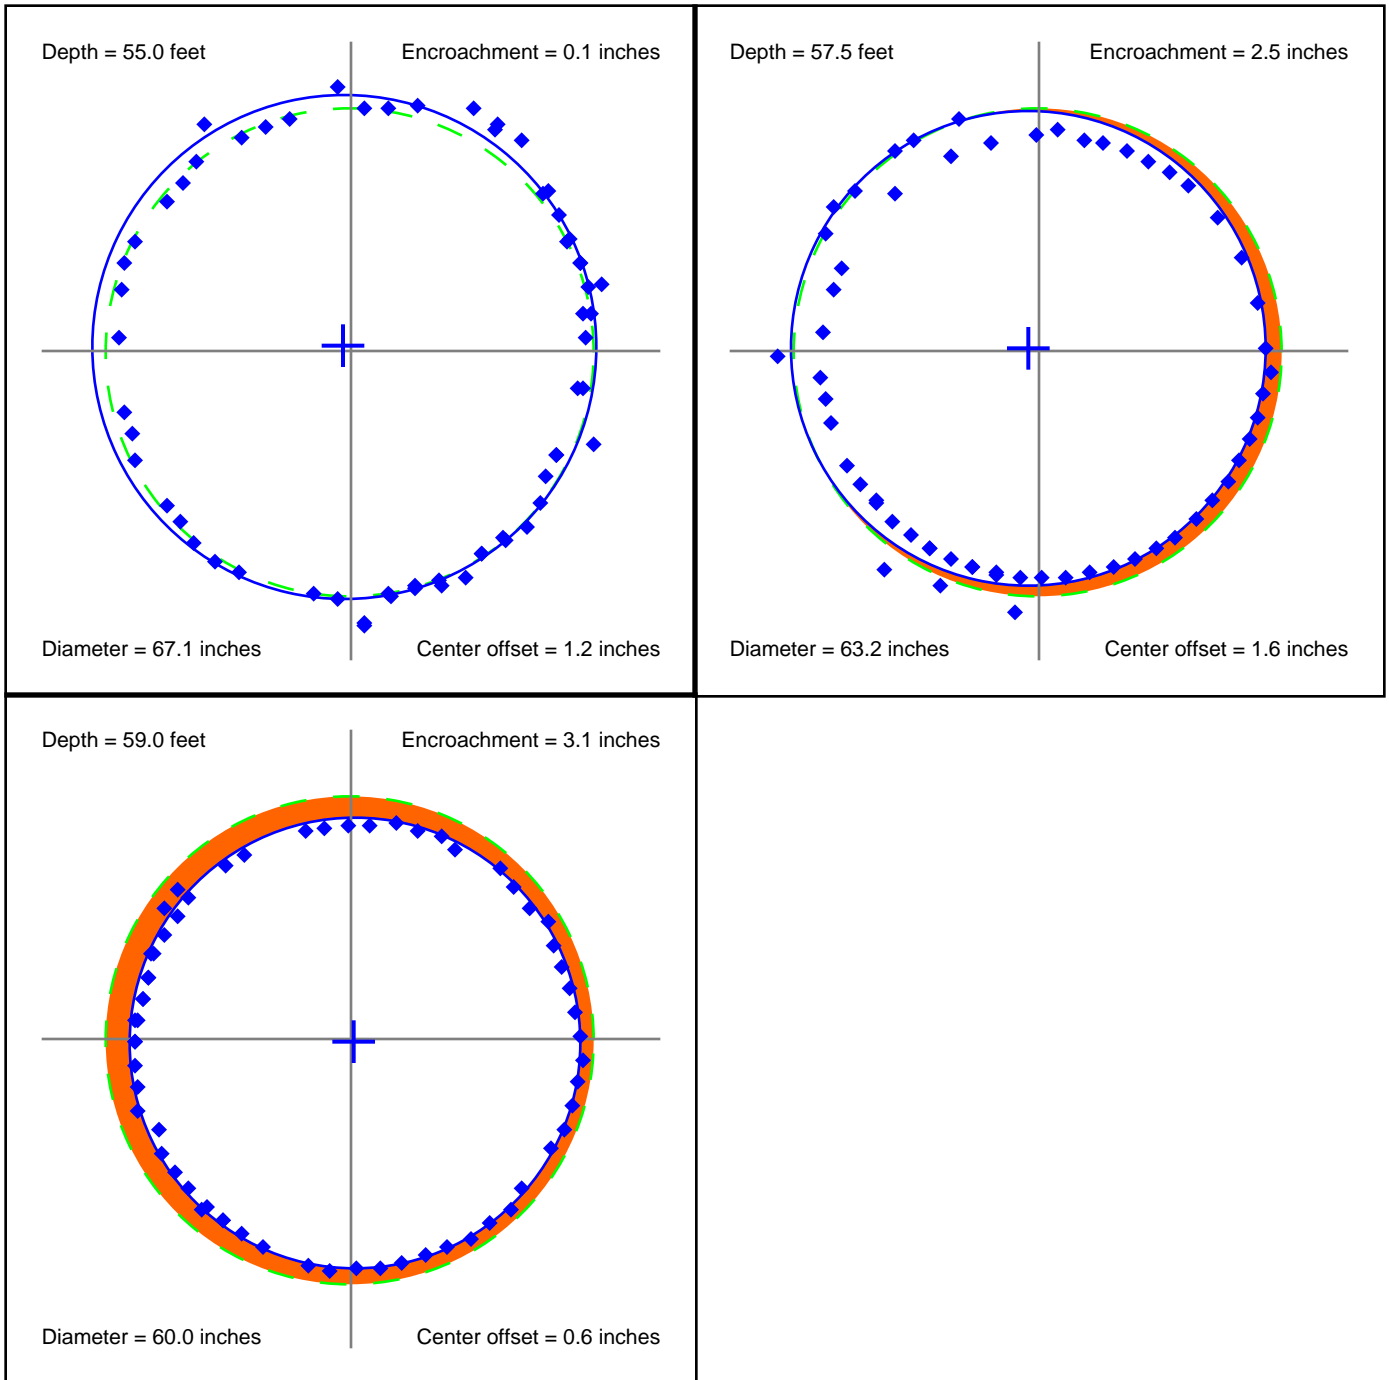 Depth = 55.0 feet
Encroachment = 0.1 inches
Diameter = 67.1 inches
Center offset = 1.2 inches
Depth = 57.5 feet
Encroachment = 2.5 inches
Diameter = 63.2 inches
Center offset = 1.6 inches
Depth = 59.0 feet
Encroachment = 3.1 inches
Diameter = 60.0 inches
Center offset = 0.6 inches